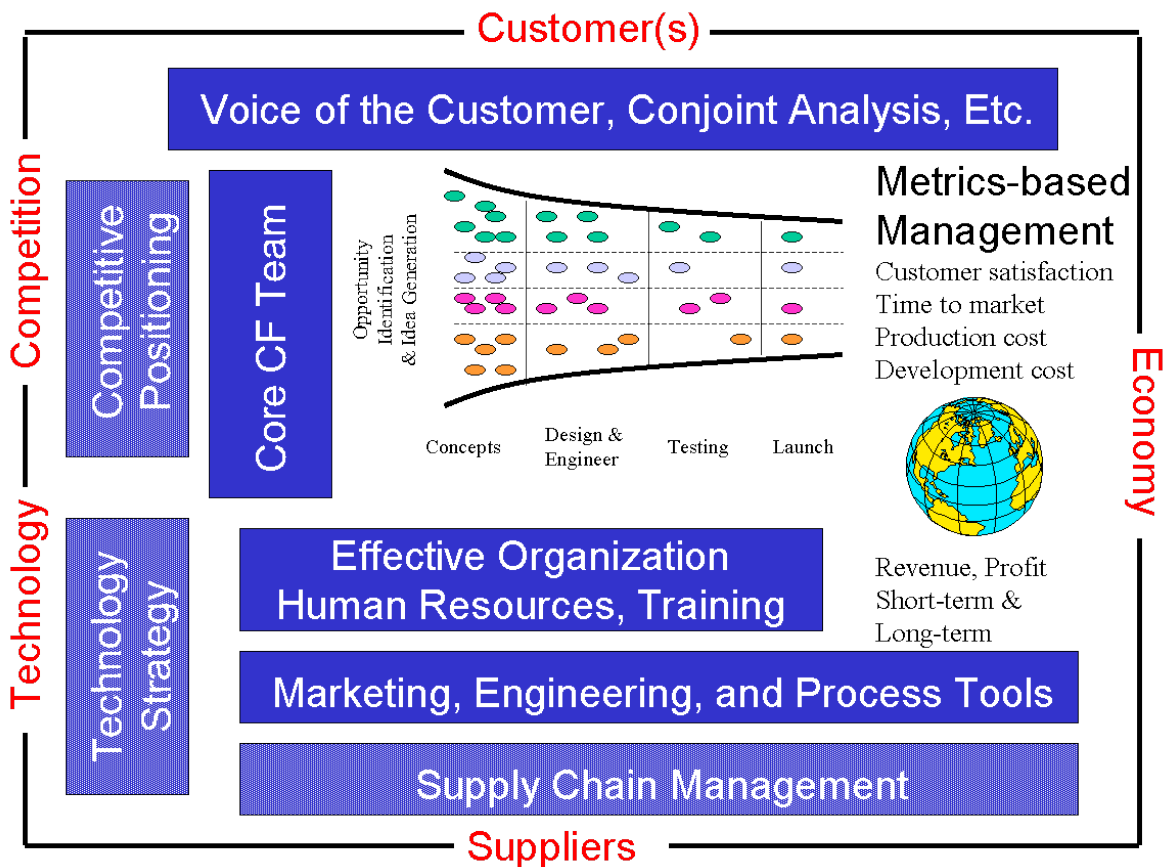 Customer(s)
Voice of the Customer, Conjoint Analysis, Etc.
Competition
Competitive
Positioning
Core CF Team
Opportunity
Identification
& Idea Generation
Concepts
Design &
Engineer
Testing
Launch
Metrics-based
Management
Customer satisfaction
Time to market
Production cost
Development cost
Economy
Revenue, Profit
Short-term &
Long-term
Technology
Technology
Strategy
Effective Organization
Human Resources, Training
Marketing, Engineering, and Process Tools
Supply Chain Management
Suppliers